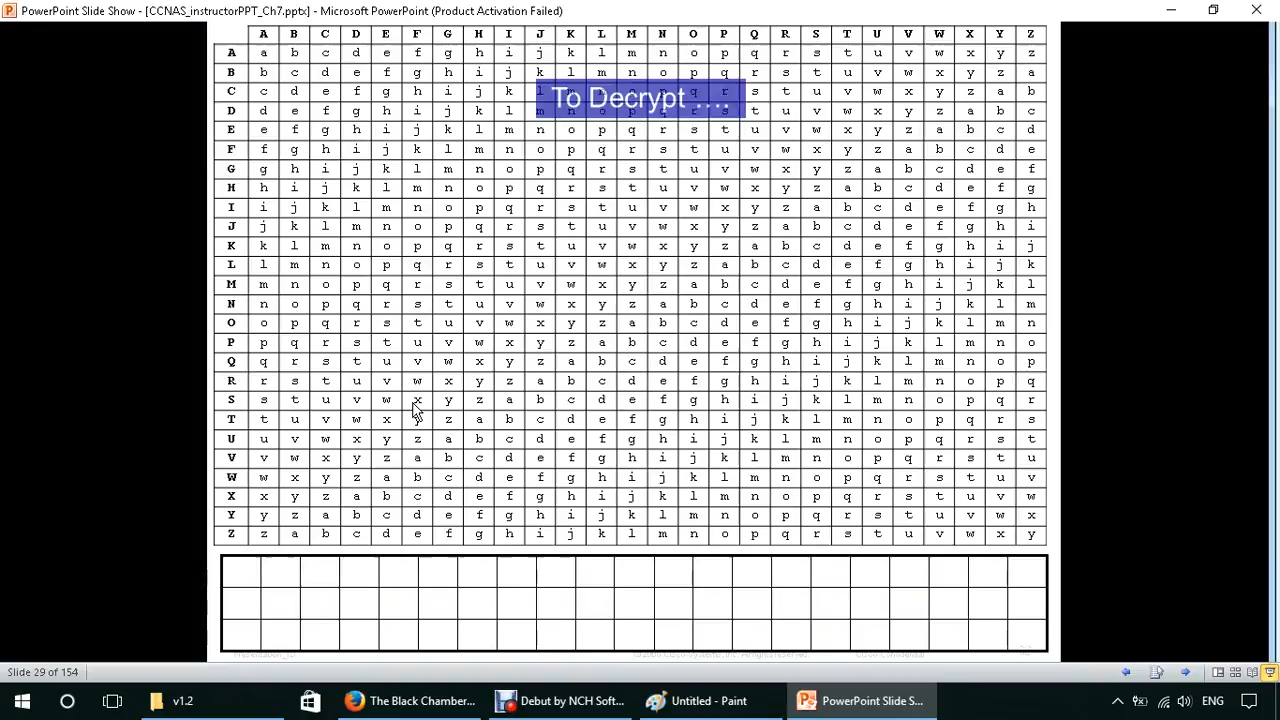 PowerPoint Slide Show - [CCNAS_instructorPPT_Ch7.pptx] - Microsoft PowerPoint (Product Activation Failed)
A B C D E F G H I J K L M N O P Q R S T U V W X Y Z
A a b c d e f g h i j k l m n o p q r s t u v w x y z
B b c d e f g h i j k l m n o p q r s t u v w x y z a
To Decrypt ....
C c d e f g h i j k l m n o p q r s t u v w x y z a b
D d e f g h i j k l m n o p q r s t u v w x y z a b c
E e f g h i j k l m n o p q r s t u v w x y z a b c d
F f g h i j k l m n o p q r s t u v w x y z a b c d e
G g h i j k l m n o p q r s t u v w x y z a b c d e f
H h i j k l m n o p q r s t u v w x y z a b c d e f g
I i j k l m n o p q r s t u v w x y z a b c d e f g h
J j k l m n o p q r s t u v w x y z a b c d e f g h i
K k l m n o p q r s t u v w x y z a b c d e f g h i j
L l m n o p q r s t u v w x y z a b c d e f g h i j k
M m n o p q r s t u v w x y z a b c d e f g h i j k l
N n o p q r s t u v w x y z a b c d e f g h i j k l m
O o p q r s t u v w x y z a b c d e f g h i j k l m n
P p q r s t u v w x y z a b c d e f g h i j k l m n o
Q q r s t u v w x y z a b c d e f g h i j k l m n o p
R r s t u v w x y z a b c d e f g h i j k l m n o p q
S s t u v w x y z a b c d e f g h i j k l m n o p q r
T t u v w x y z a b c d e f g h i j k l m n o p q r s
U u v w x y z a b c d e f g h i j k l m n o p q r s t
V v w x y z a b c d e f g h i j k l m n o p q r s t u
W w x y z a b c d e f g h i j k l m n o p q r s t u v
X x y z a b c d e f g h i j k l m n o p q r s t u v w
Y y z a b c d e f g h i j k l m n o p q r s t u v w x
Z z a b c d e f g h i j k l m n o p q r s t u v w x y
Slide 29 of 154
v1.2 The Black Chamber... Debut by NCH Soft... Untitled - Paint PowerPoint Slide S... ENG